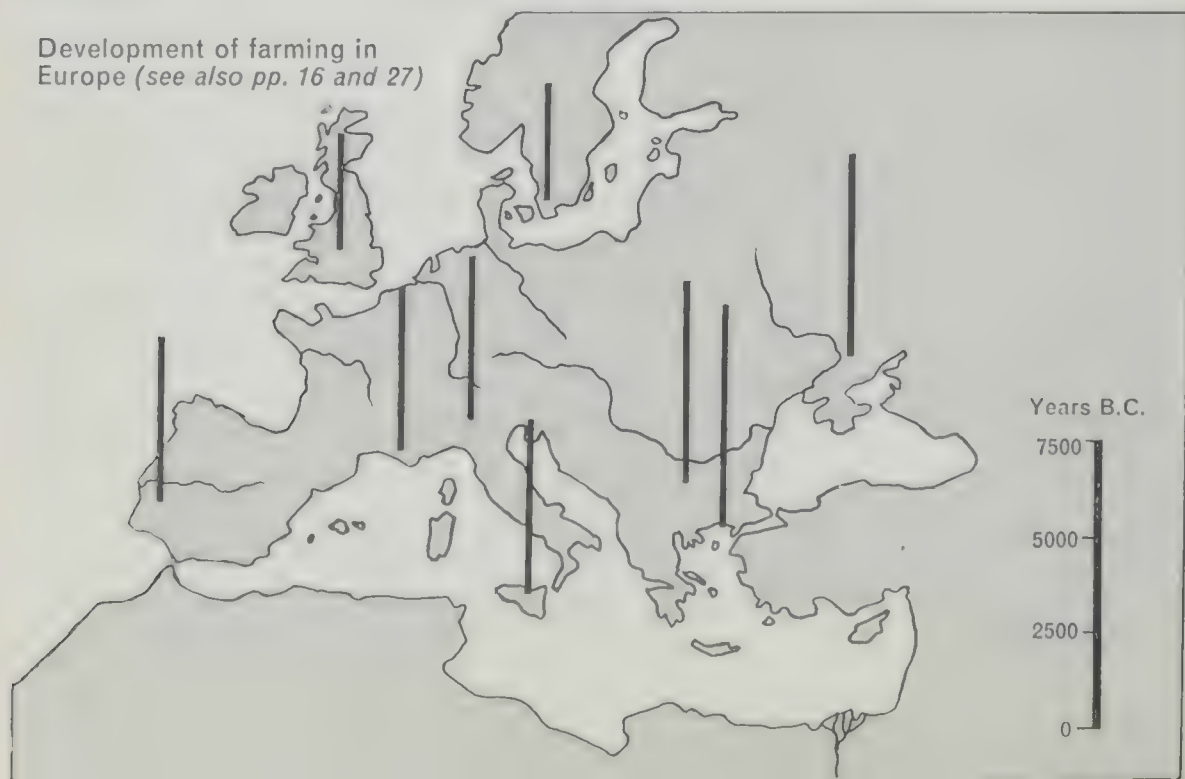 Development of farming in
Europe (see also pp. 16 and 27)
Years B.C.
7500
5000
2500
0